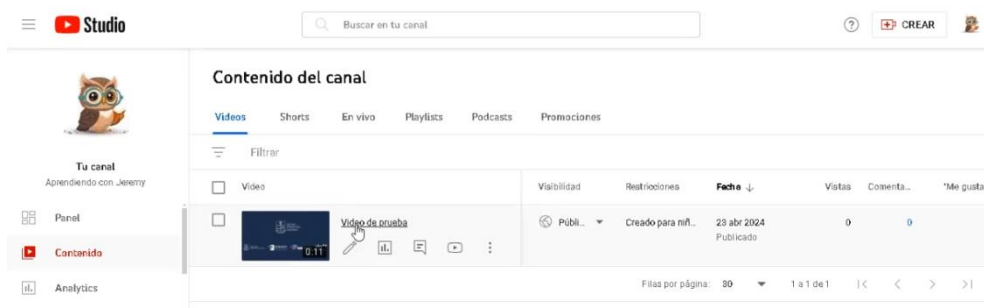 Studio
Buscar en tu canal
CREAR
Contenido del canal
Videos Shorts En vivo Playlists Podcasts Promociones
Filtrar
Tu canal
Aprendiendo con Jeremy
Video Visibilidad Restricciones Fecha ↓ Vistas Comenta... "Me gusta
Panel
Video de prueba Públi... Creado para niñ... 23 abr 2024 0 0
Publicado
0:11
Contenido
Filas por página: 30 1 a 1 de 1
Analytics